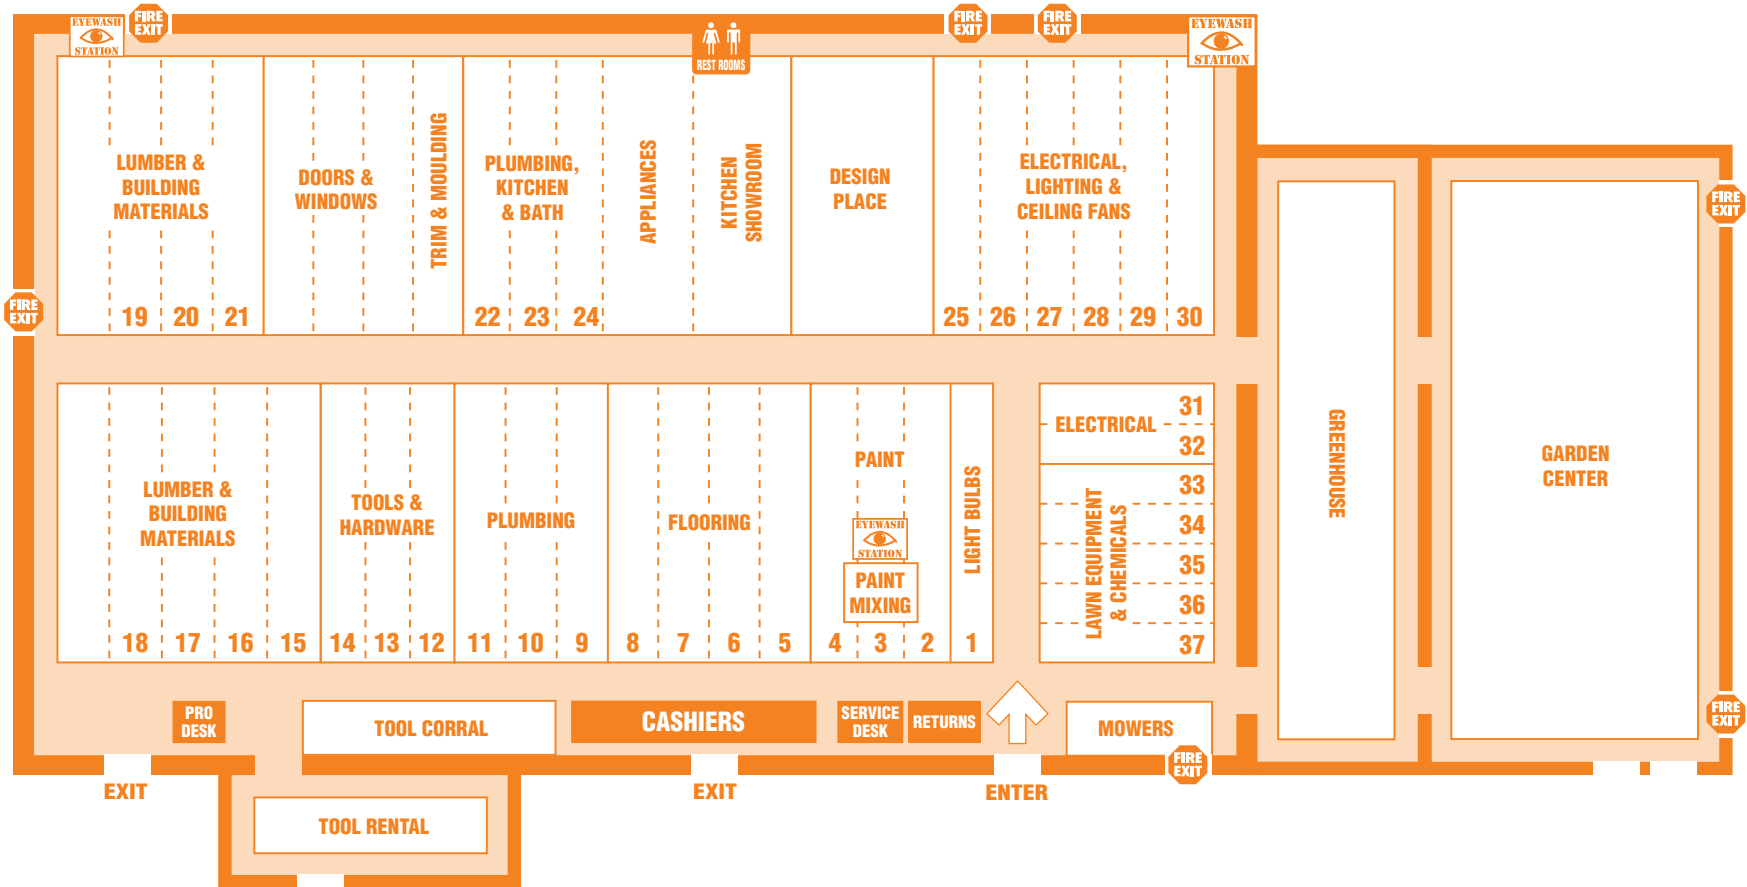 EYEWASH
STATION
FIRE
EXIT
REST ROOMS
FIRE
EXIT
FIRE
EXIT
EYEWASH
STATION
LUMBER &
BUILDING
MATERIALS
DOORS &
WINDOWS
TRIM & MOULDING
PLUMBING,
KITCHEN
& BATH
APPLIANCES
KITCHEN
SHOWROOM
DESIGN
PLACE
ELECTRICAL,
LIGHTING &
CEILING FANS
FIRE
EXIT
FIRE
EXIT
19 20 21 22 23 24 25 26 27 28 29 30
LUMBER &
BUILDING
MATERIALS
TOOLS &
HARDWARE
PLUMBING
FLOORING
PAINT
EYEWASH
STATION
PAINT
MIXING
LIGHT BULBS
ELECTRICAL
31
32
LAWN EQUIPMENT
& CHEMICALS
33
34
35
36
37
GREENHOUSE
GARDEN
CENTER
18 17 16 15 14 13 12 11 10 9 8 7 6 5 4 3 2 1
PRO
DESK
TOOL CORRAL
CASHIERS
SERVICE
DESK
RETURNS
MOWERS
FIRE
EXIT
FIRE
EXIT
EXIT
EXIT
ENTER
TOOL RENTAL